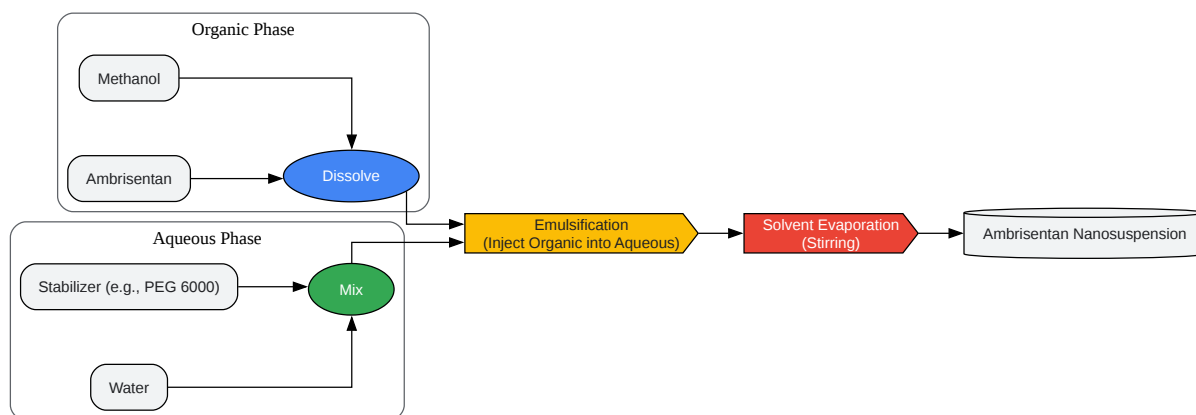 Organic Phase
Methanol
Ambrisentan
Dissolve
Aqueous Phase
Stabilizer (e.g., PEG 6000)
Mix
Water
Emulsification
(Inject Organic into Aqueous)
Solvent Evaporation
(Stirring)
Ambrisentan Nanosuspension